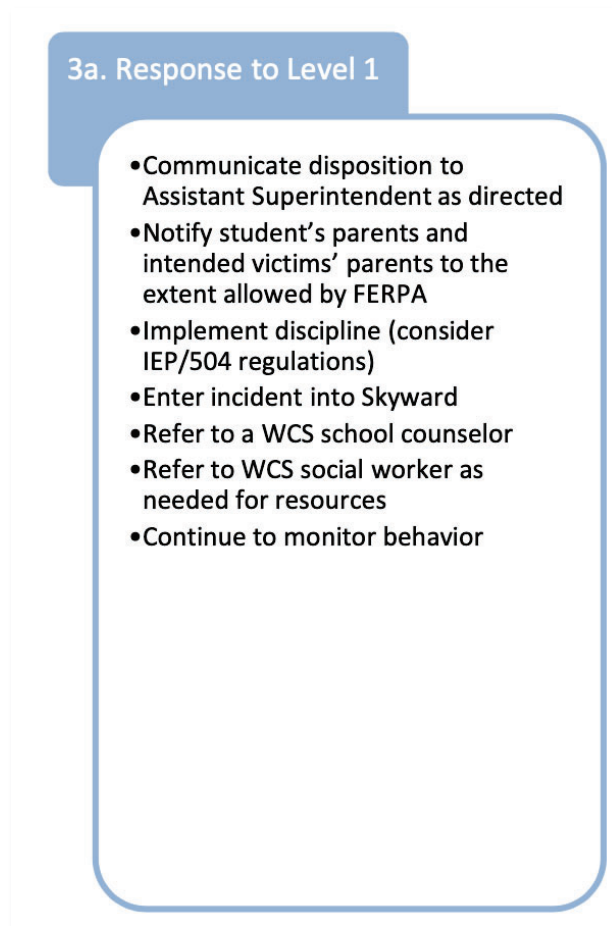 3a. Response to Level 1
•Communicate disposition to
Assistant Superintendent as directed
•Notify student’s parents and
intended victims’ parents to the
extent allowed by FERPA
•Implement discipline (consider
IEP/504 regulations)
•Enter incident into Skyward
•Refer to a WCS school counselor
•Refer to WCS social worker as
needed for resources
•Continue to monitor behavior